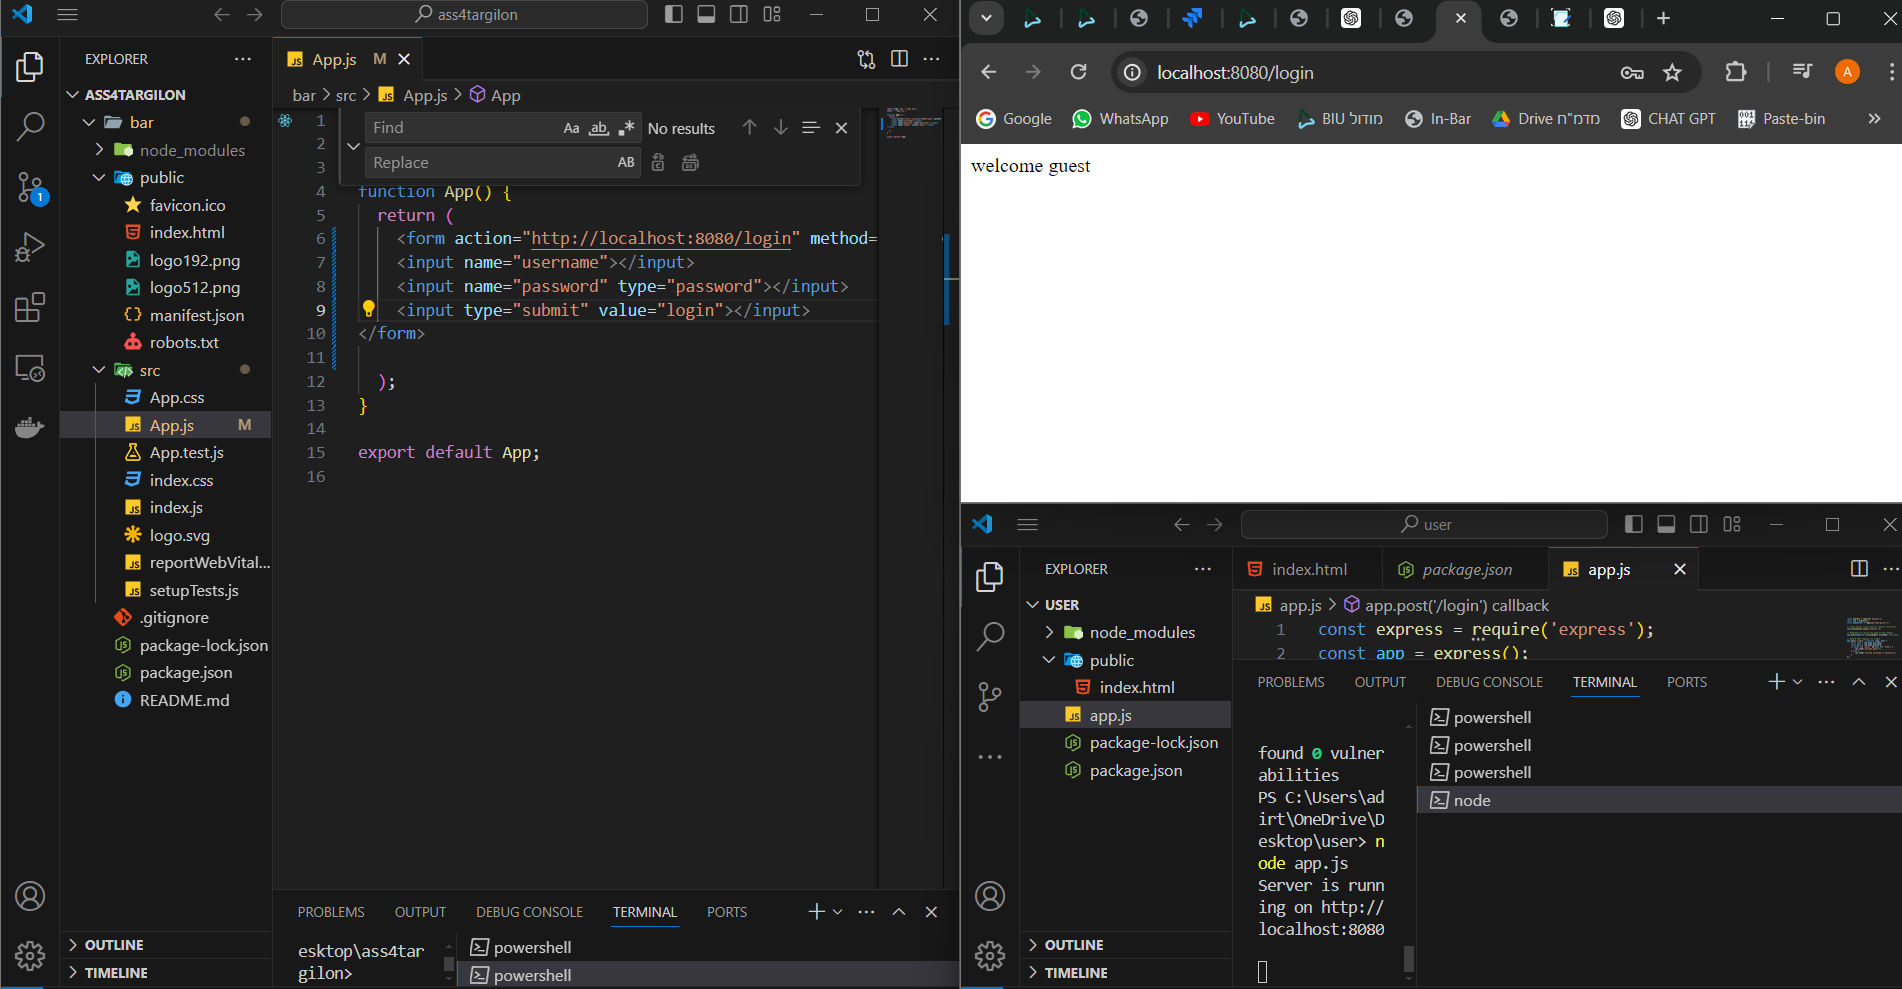 ass4targilon
EXPLORER
ASS4TARGILON
bar
node_modules
public
favicon.ico
index.html
logo192.png
logo512.png
manifest.json
robots.txt
src
App.css
App.js M
App.test.js
index.css
index.js
logo.svg
reportWebVital...
setupTests.js
.gitignore
package-lock.json
package.json
README.md
OUTLINE
TIMELINE
1
App.js M
bar > src > App.js > App
Find Aa ab No results
Replace AB
1
2
3
4 function App() {
5 return (
6 <form action="http://localhost:8080/login" method=
7 <input name="username"></input>
8 <input name="password" type="password"></input>
9 <input type="submit" value="login"></input>
10 </form>
11
12 );
13 }
14
15 export default App;
16
PROBLEMS OUTPUT DEBUG CONSOLE TERMINAL PORTS
esktop\ass4tar
gilon>
powershell
powershell
localhost:8080/login
A
Google WhatsApp YouTube BIU מודול In-Bar Drive מדמ"ח CHAT GPT Paste-bin
welcome guest
user
EXPLORER
USER
node_modules
public
index.html
app.js
package-lock.json
package.json
OUTLINE
TIMELINE
index.html package.json app.js
app.js > app.post('/login') callback
1 const express = require('express');
2 const app = express();
PROBLEMS OUTPUT DEBUG CONSOLE TERMINAL PORTS
found 0 vulner
abilities
PS C:\Users\ad
irt\OneDrive\D
esktop\user> n
ode app.js
Server is runn
ing on http://
localhost:8080
powershell
powershell
powershell
node